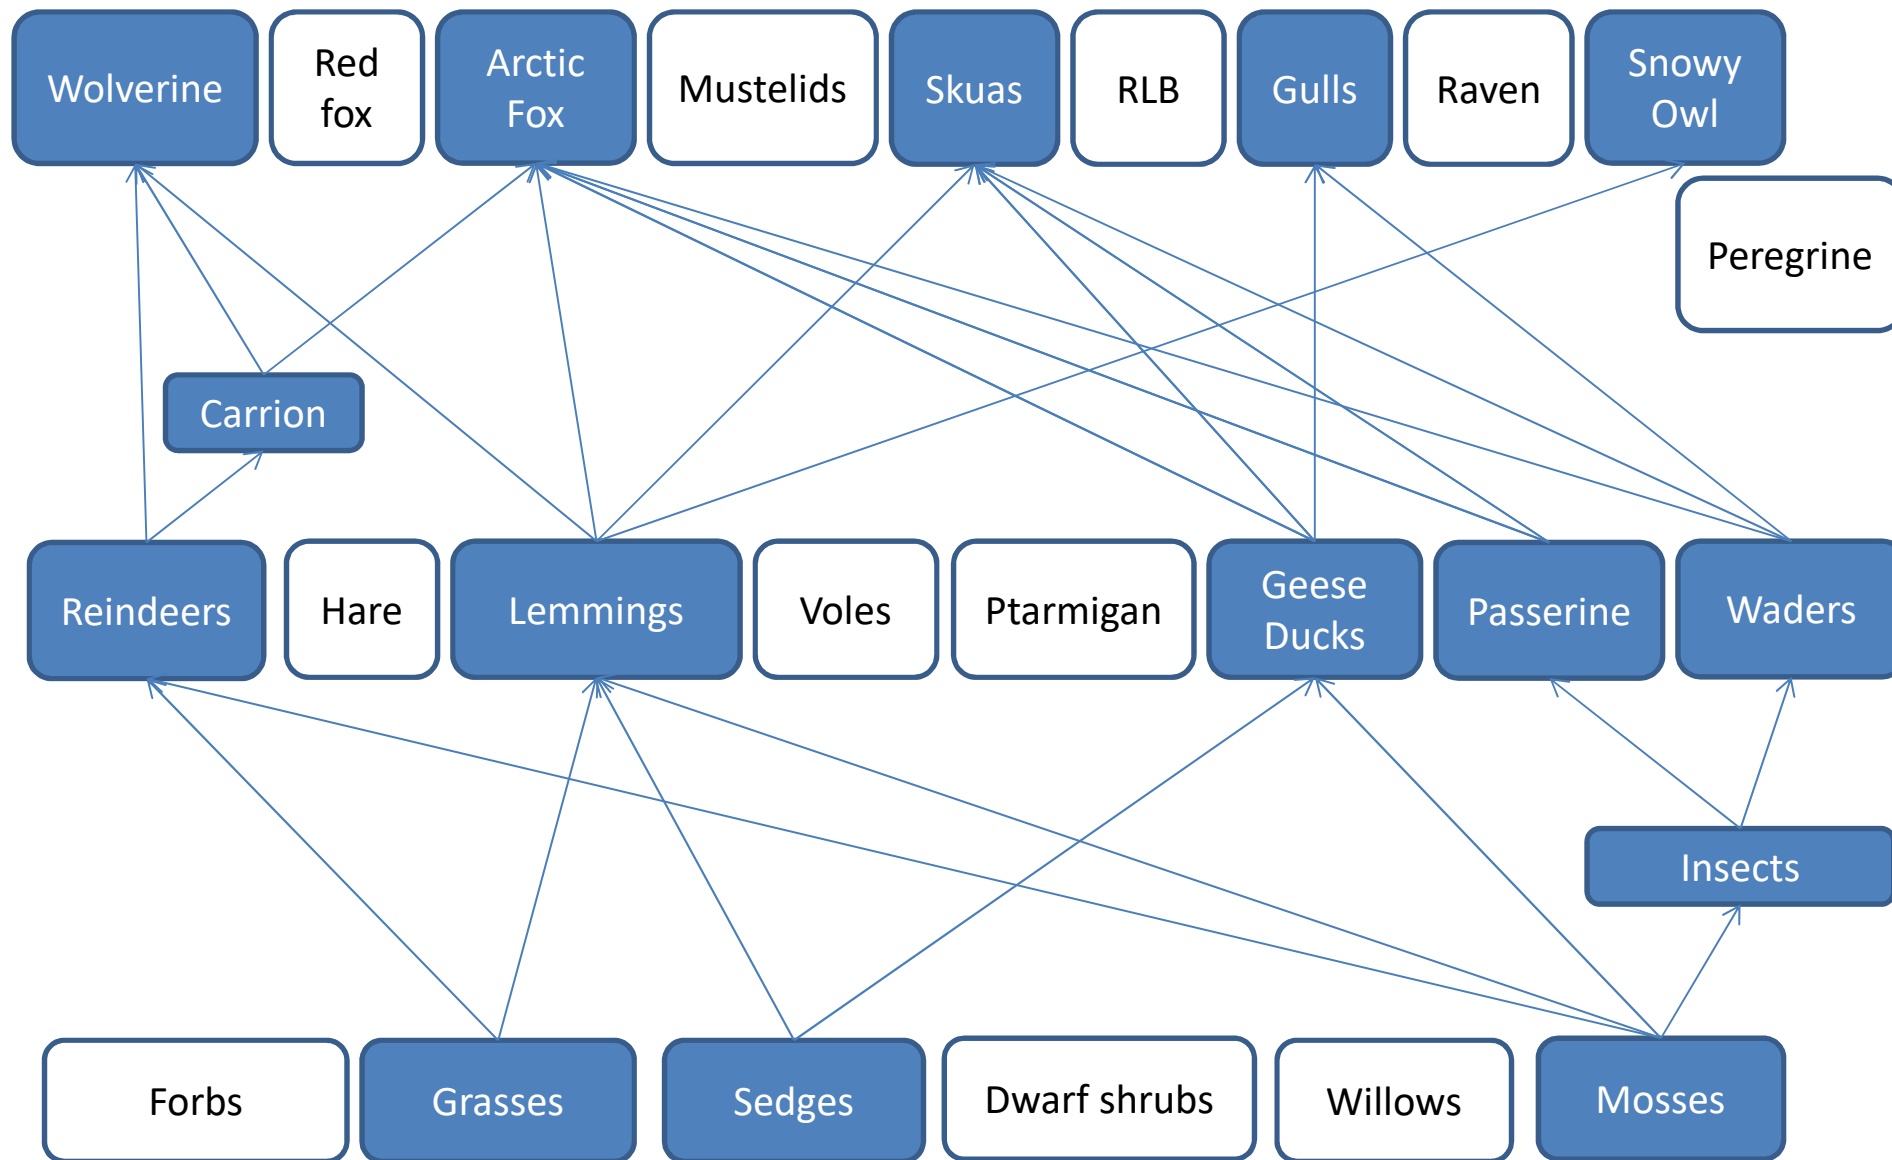 Wolverine
Red
fox
Arctic
Fox
Mustelids
Skuas
RLB
Gulls
Raven
Snowy
Owl
Peregrine
Carrion
Reindeers
Hare
Lemmings
Voles
Ptarmigan
Geese
Ducks
Passerine
Waders
Insects
Forbs
Grasses
Sedges
Dwarf shrubs
Willows
Mosses